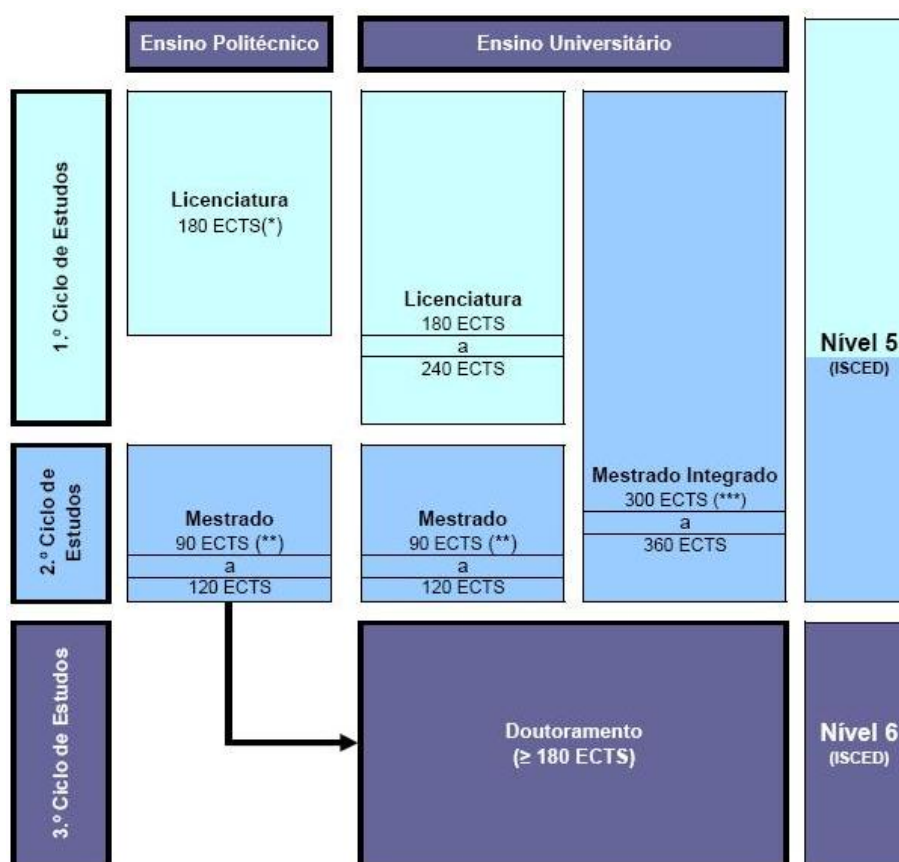 Ensino Politécnico
Ensino Universitário
1.º Ciclo de Estudos
Licenciatura
180 ECTS(*)
Licenciatura
180 ECTS
a
240 ECTS
Mestrado Integrado
300 ECTS (***)
a
360 ECTS
Nível 5
(ISCED)
2.º Ciclo de
Estudos
Mestrado
90 ECTS (**)
a
120 ECTS
Mestrado
90 ECTS (**)
a
120 ECTS
3.º Ciclo de Estudos
Doutoramento
(≥ 180 ECTS)
Nível 6
(ISCED)